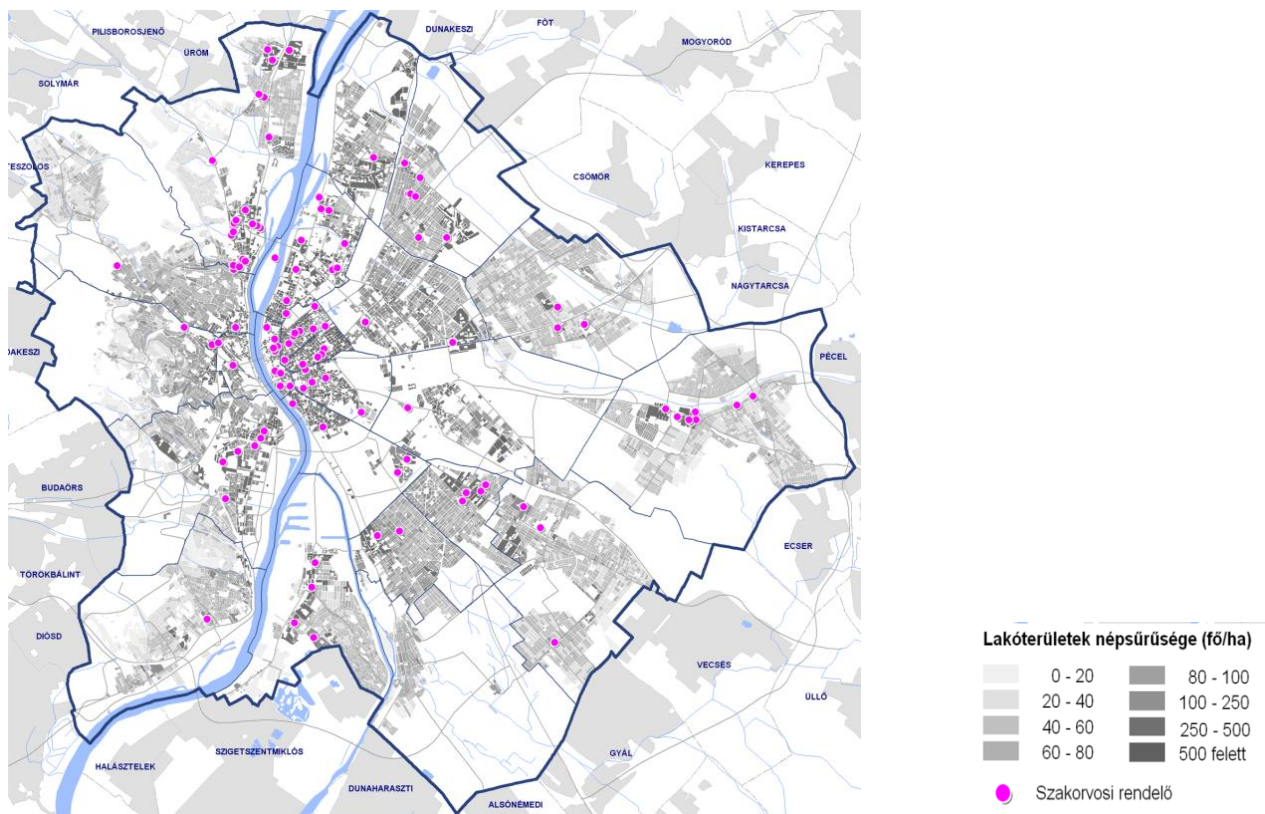 PILISBOROSJENŐ
ÜRÖM
SOLYMÁR
TESZŐLŐS
DUNAKESZI
FÓT
MOGYORÓD
CSÖMÖR
KEREPES
KISTARCSA
NAGYTARCSA
PÉCEL
DAKESZI
BUDAÖRS
TÖRÖKBÁLINT
DIÓSD
ECSER
VECSÉS
ÜLLŐ
GYÁL
HALÁSZTELEK
SZIGETSZENTMIKLÓS
DUNAHARASZTI
ALSÓNÉMEDI
Lakóterületek népsűrűsége (fő/ha)
0 - 20
20 - 40
40 - 60
60 - 80
80 - 100
100 - 250
250 - 500
500 felett
Szakorvosi rendelő